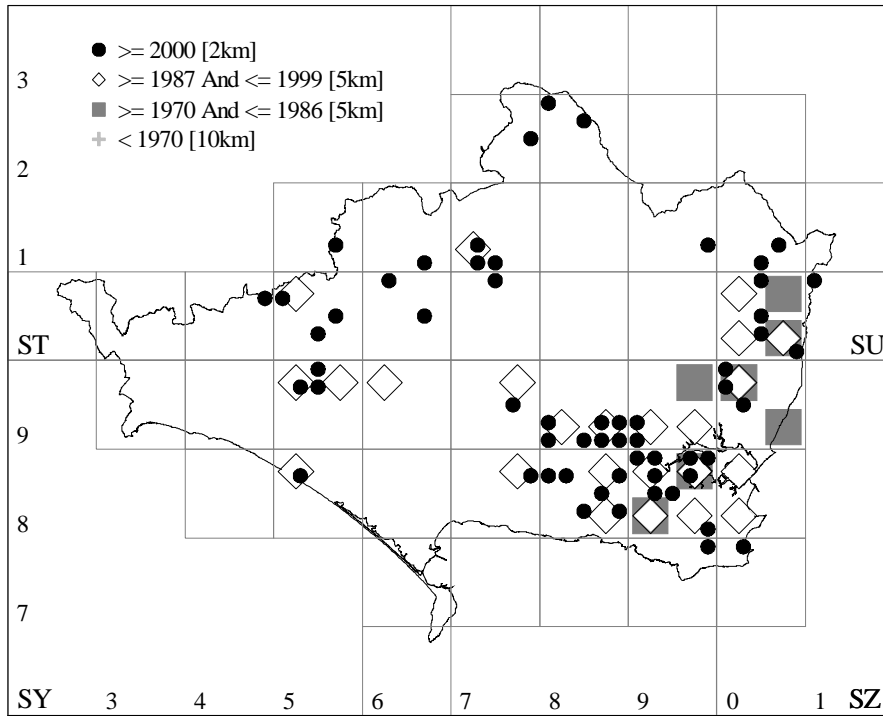 >= 2000 [2km]
>= 1987 And <= 1999 [5km]
>= 1970 And <= 1986 [5km]
< 1970 [10km]
3
2
1
ST
SU
9
8
7
SY 3 4 5 6 7 8 9 0 1 SZ